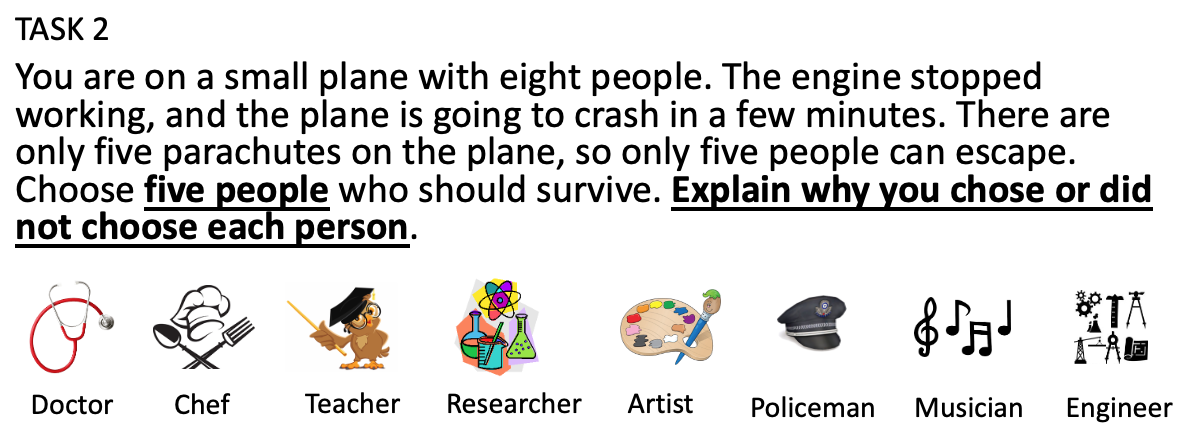 TASK 2
You are on a small plane with eight people. The engine stopped
working, and the plane is going to crash in a few minutes. There are
only five parachutes on the plane, so only five people can escape.
Choose five people who should survive. Explain why you chose or did
not choose each person.
Doctor Chef Teacher Researcher Artist Policeman Musician Engineer